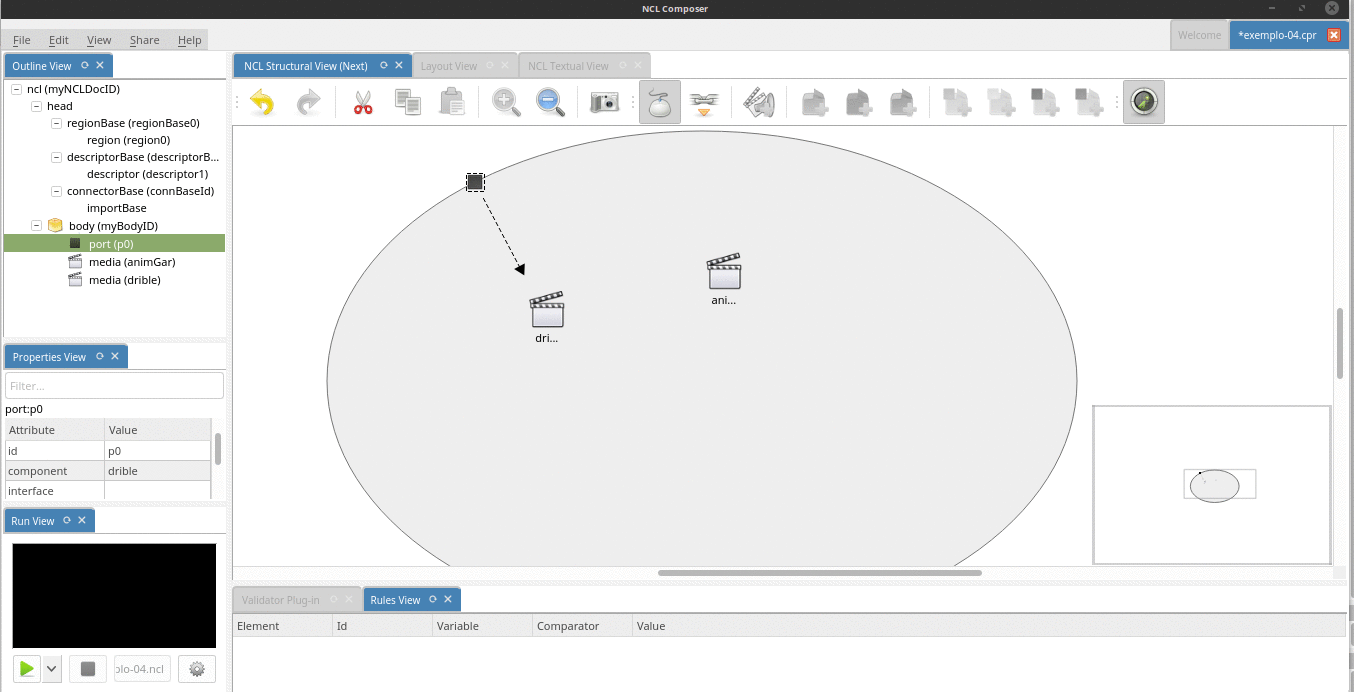 NCL Composer
File Edit View Share Help
Welcome
*exemplo-04.cpr
Outline View
ncl (myNCLDocID)
head
regionBase (regionBase0)
region (region0)
descriptorBase (descriptorB...
descriptor (descriptor1)
connectorBase (connBaseId)
importBase
body (myBodyID)
port (p0)
media (animGar)
media (drible)
Properties View
Filter...
port:p0
Attribute Value
id p0
component drible
interface
Run View
olo-04.ncl
NCL Structural View (Next)
Layout View
NCL Textual View
ani...
dri...
Validator Plug-in
Rules View
Element Id Variable Comparator Value